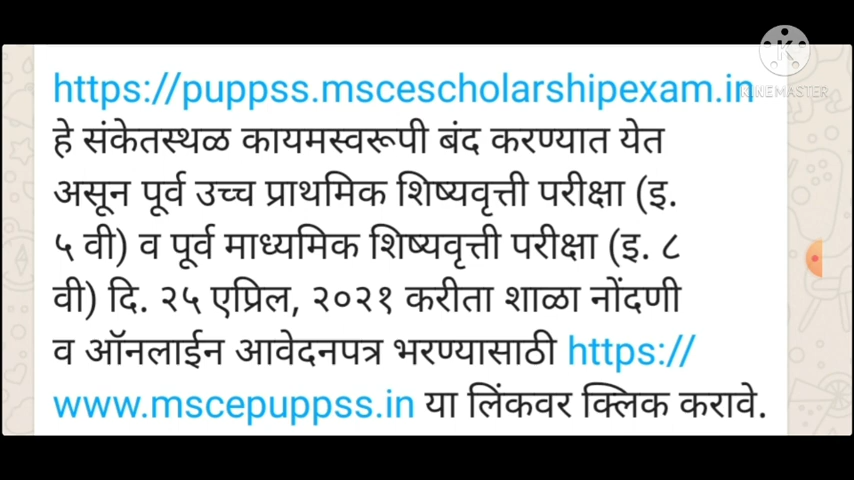 KINEMASTER
https://puppss.mscescholarshipexam.in
हे संकेतस्थळ कायमस्वरूपी बंद करण्यात येत
असून पूर्व उच्च प्राथमिक शिष्यवृत्ती परीक्षा (इ.
५ वी) व पूर्व माध्यमिक शिष्यवृत्ती परीक्षा (इ. ८
वी) दि. २५ एप्रिल, २०२१ करीता शाळा नोंदणी
व ऑनलाईन आवेदनपत्र भरण्यासाठी https://
www.mscepuppss.in या लिंकवर क्लिक करावे.